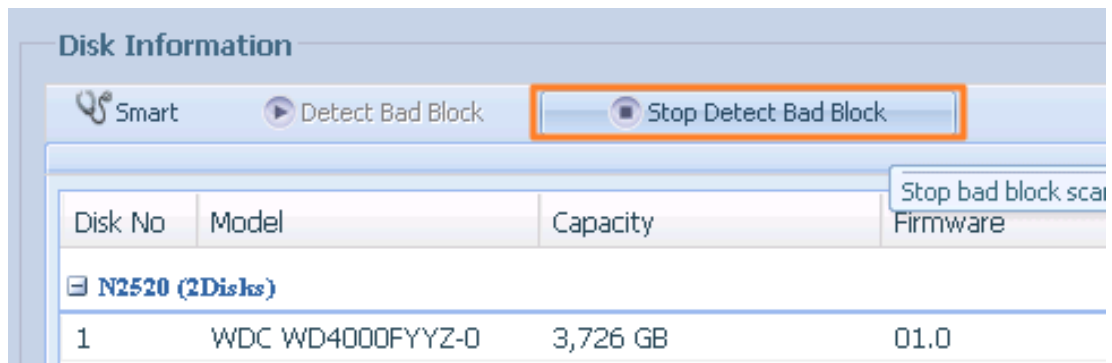 Disk Information
Smart Detect Bad Block Stop Detect Bad Block
Stop bad block
Disk No Model Capacity Firmware
N2520 (2Disks)
1 WDC WD4000FYYZ-0 3,726 GB 01.0